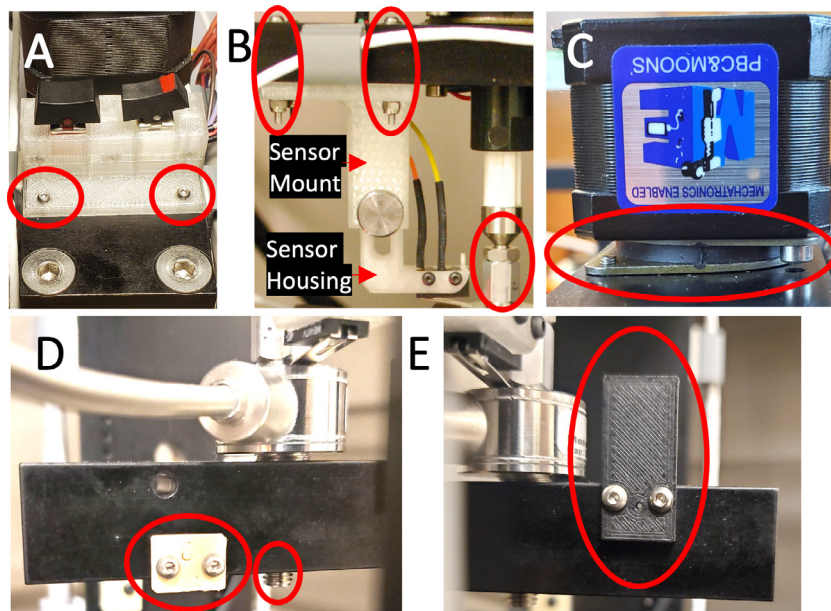 A
B
C
Sensor
Mount
Sensor
Housing
PBC&MOONS
MECHATRONICS ENABLED
D
E